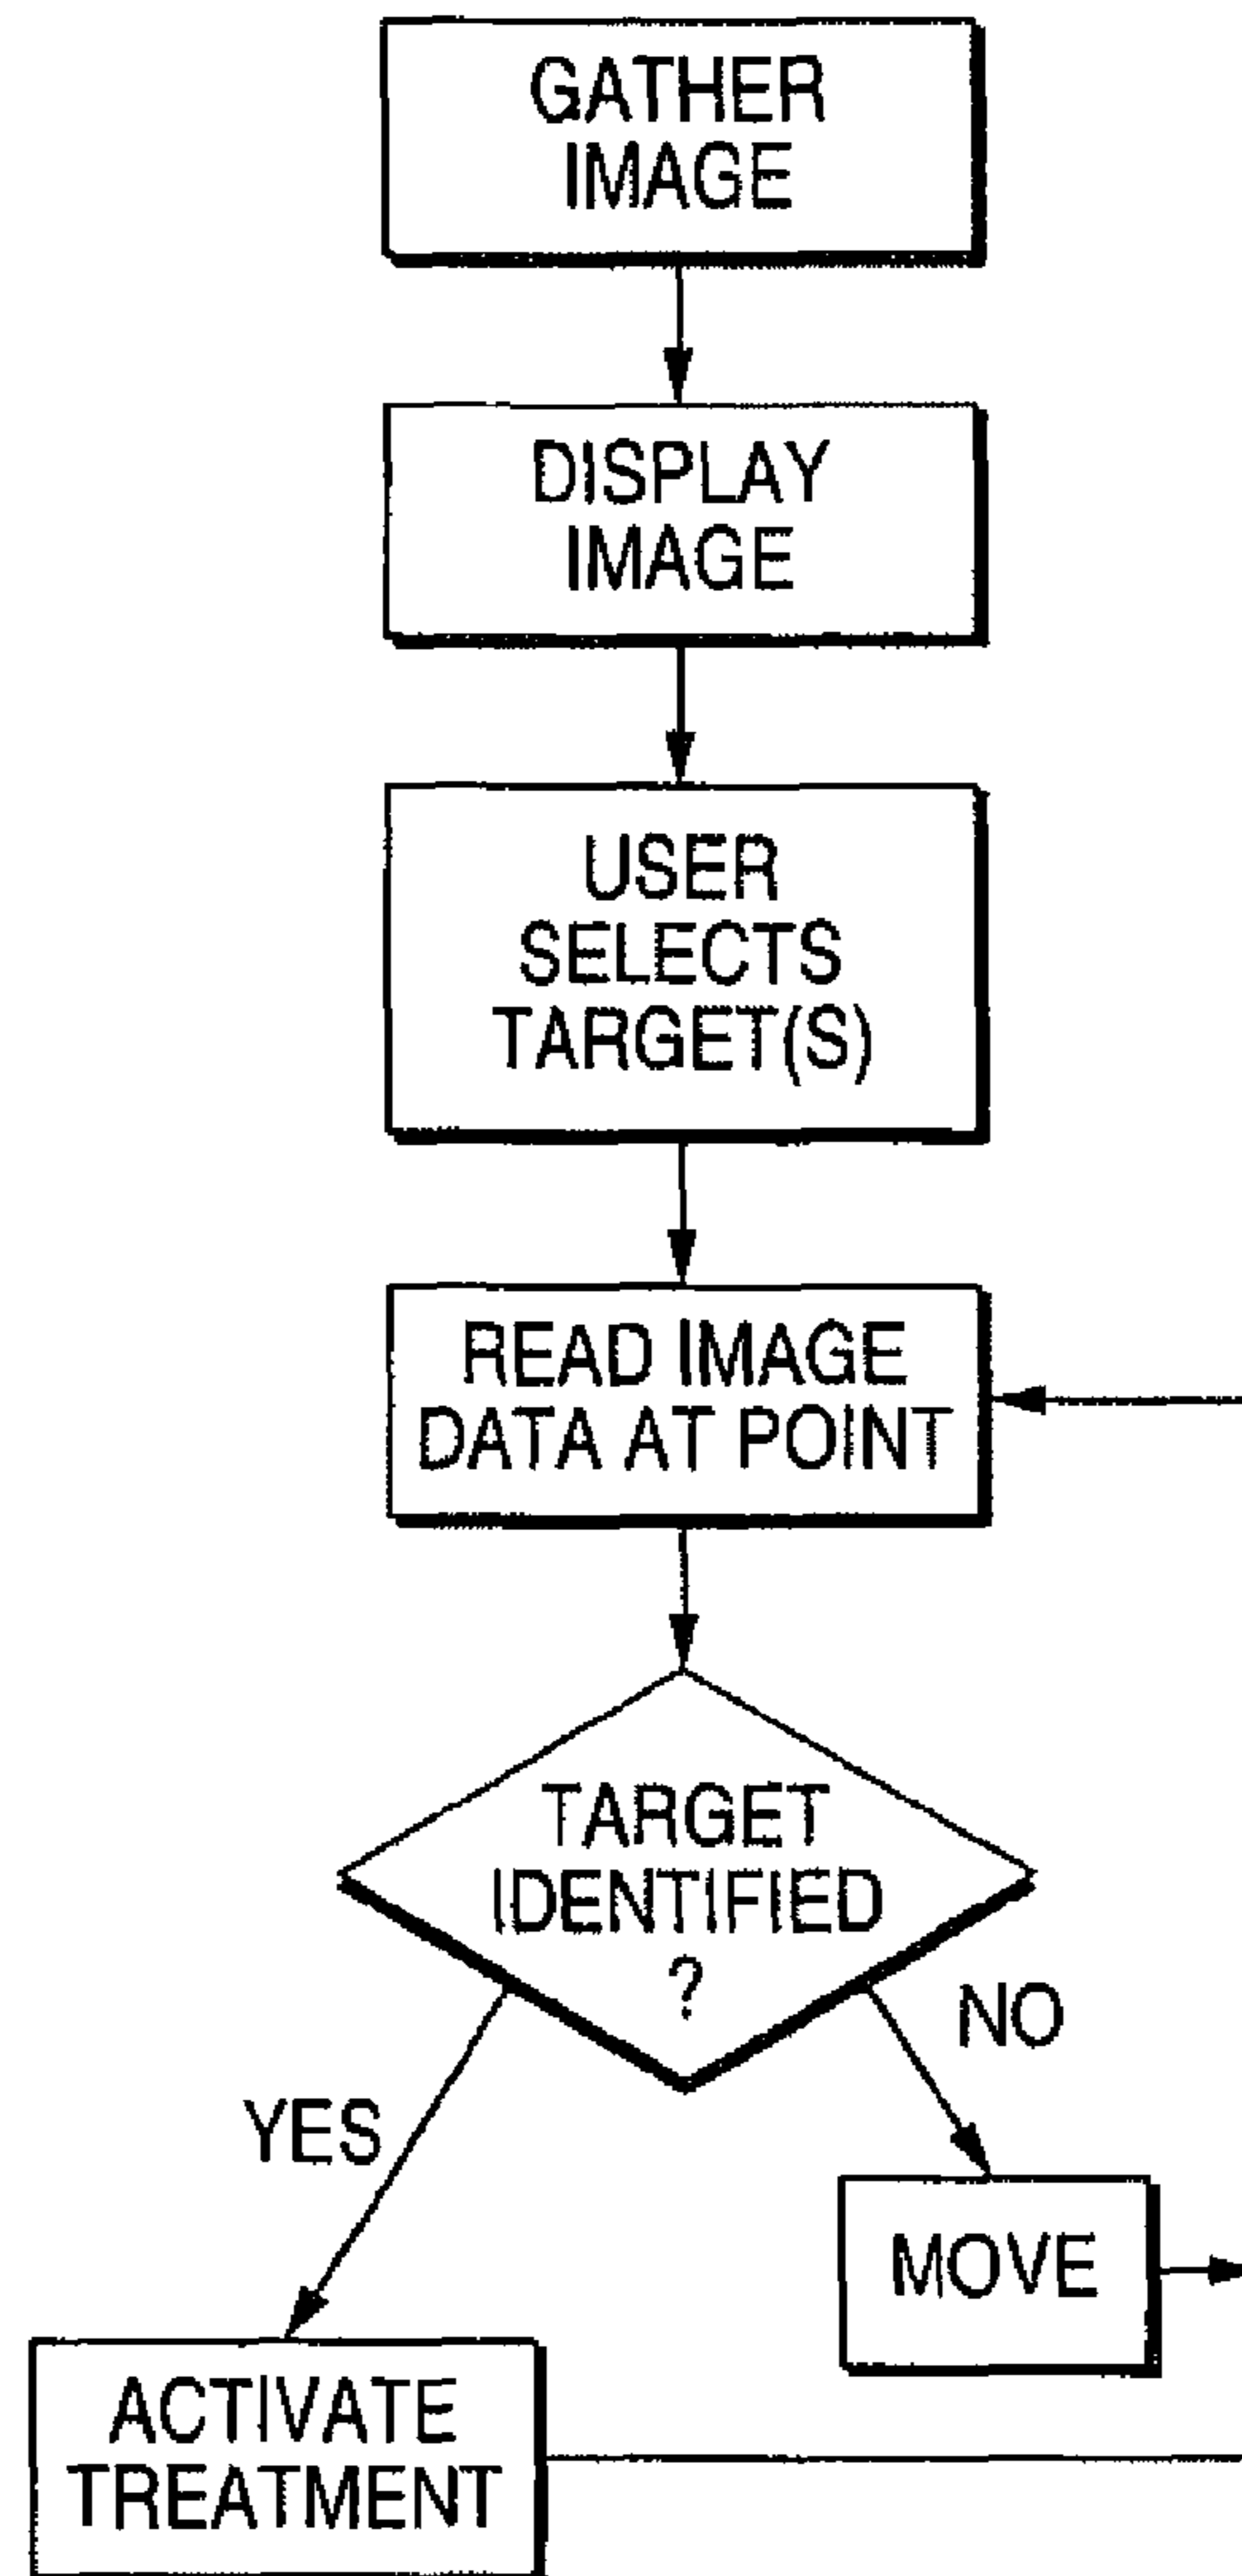 GATHER
IMAGE
DISPLAY
IMAGE
USER
SELECTS
TARGET(S)
READ IMAGE
DATA AT POINT
TARGET
IDENTIFIED
?
NO
YES
MOVE
ACTIVATE
TREATMENT